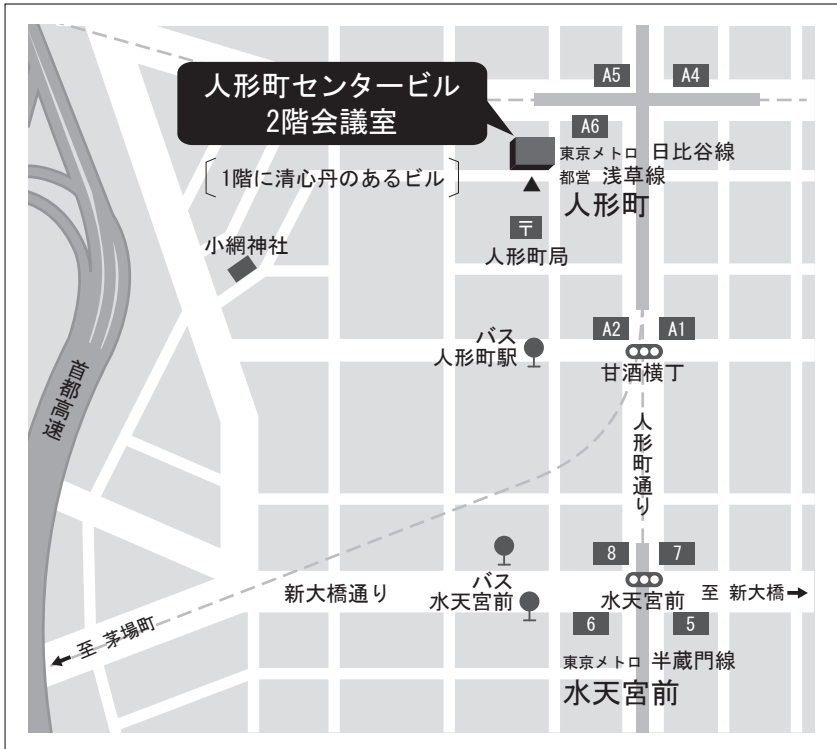 人形町センタービル
2階会議室
1階に清心丹のあるビル
A5
A4
A6
東京メトロ 日比谷線
都営 浅草線
人形町
〒
人形町局
小網神社
A2
A1
バス
人形町駅
甘酒横丁
首都高速
人形町通り
8
7
新大橋通り
バス
水天宮前
水天宮前
至 新大橋
至 茅場町
6
5
東京メトロ 半蔵門線
水天宮前